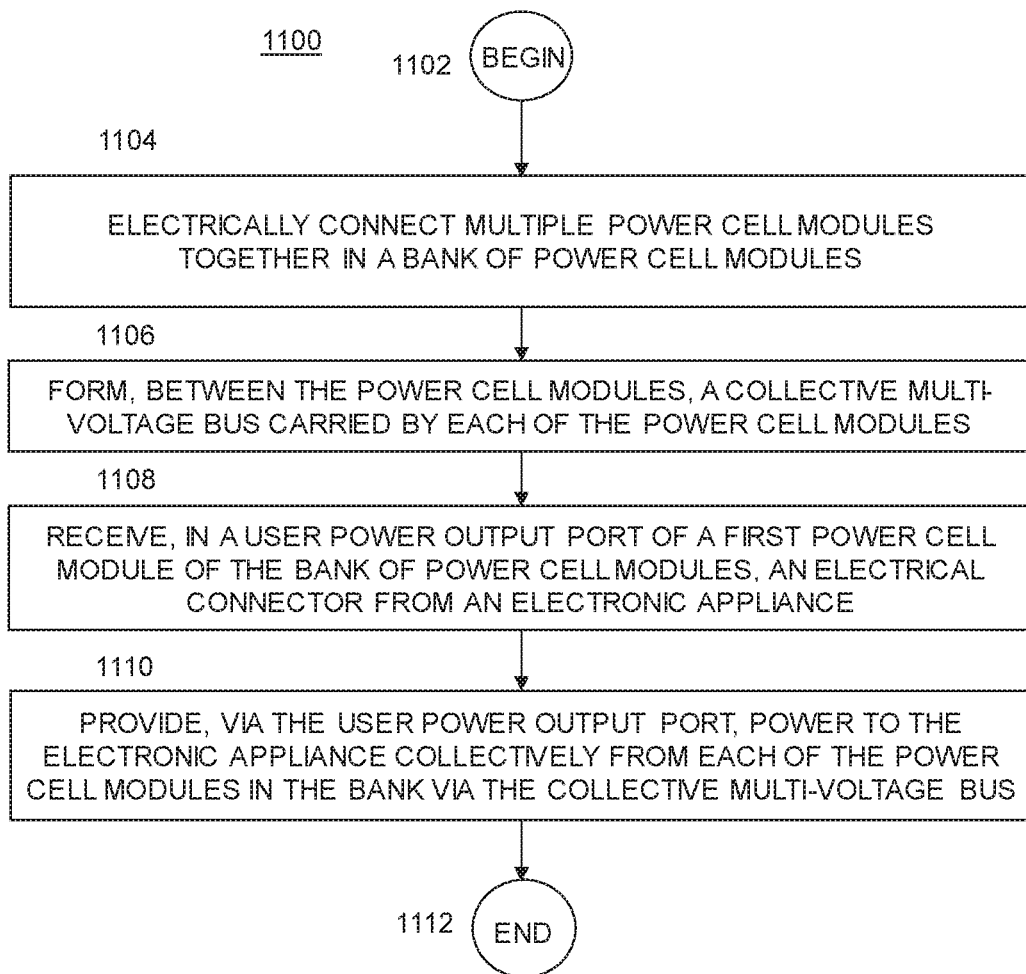 1100
1102 BEGIN
1104
ELECTRICALLY CONNECT MULTIPLE POWER CELL MODULES
TOGETHER IN A BANK OF POWER CELL MODULES
1106
FORM, BETWEEN THE POWER CELL MODULES, A COLLECTIVE MULTI-
VOLTAGE BUS CARRIED BY EACH OF THE POWER CELL MODULES
1108
RECEIVE, IN A USER POWER OUTPUT PORT OF A FIRST POWER CELL
MODULE OF THE BANK OF POWER CELL MODULES, AN ELECTRICAL
CONNECTOR FROM AN ELECTRONIC APPLIANCE
1110
PROVIDE, VIA THE USER POWER OUTPUT PORT, POWER TO THE
ELECTRONIC APPLIANCE COLLECTIVELY FROM EACH OF THE POWER
CELL MODULES IN THE BANK VIA THE COLLECTIVE MULTI-VOLTAGE BUS
1112 END